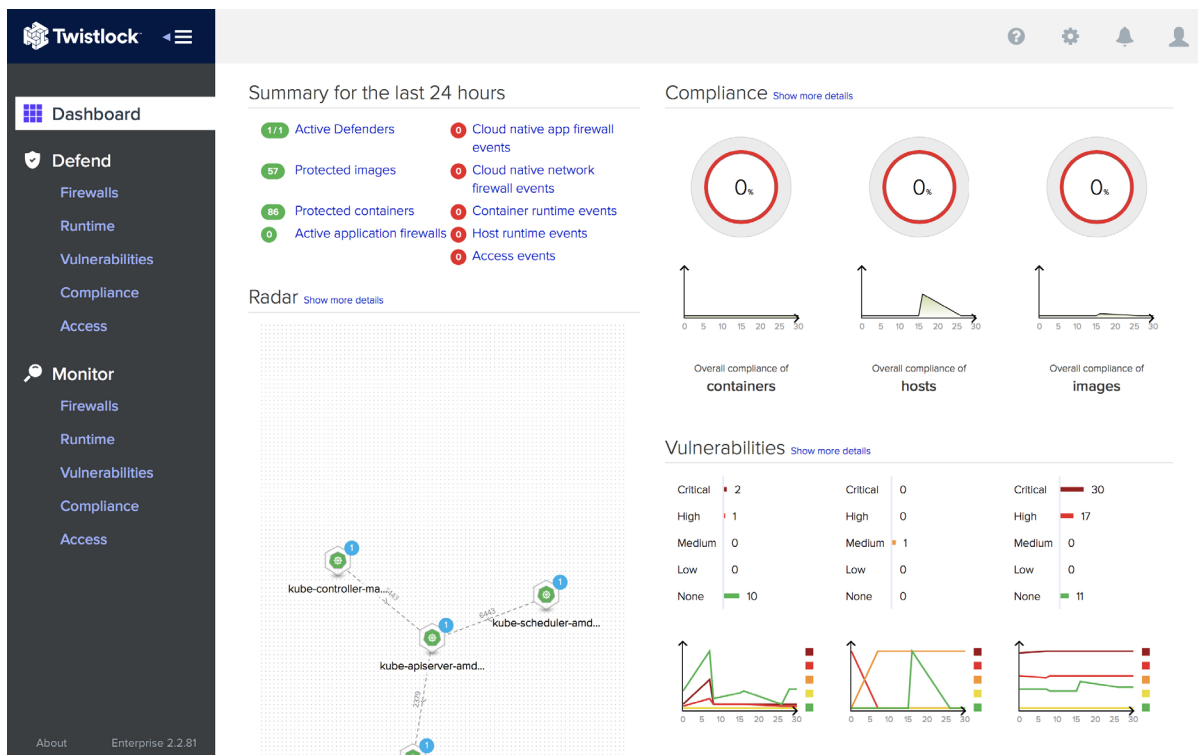 Twistlock
Dashboard
Defend
Firewalls
Runtime
Vulnerabilities
Compliance
Access
Monitor
Firewalls
Runtime
Vulnerabilities
Compliance
Access
About Enterprise 2.2.81
Summary for the last 24 hours
1/1 Active Defenders
57 Protected images
86 Protected containers
0 Active application firewalls
0 Cloud native app firewall
events
0 Cloud native network
firewall events
0 Container runtime events
0 Host runtime events
0 Access events
Radar Show more details
1
kube-controller-ma...
1
6443
kube-scheduler-amd...
1
kube-apiserver-amd...
2379
1
Compliance Show more details
0% 0% 0%
0 5 10 15 20 25 30
0 5 10 15 20 25 30
0 5 10 15 20 25 30
Overall compliance of
containers
Overall compliance of
hosts
Overall compliance of
images
Vulnerabilities Show more details
Critical 2
High 1
Medium 0
Low 0
None 10
Critical 0
High 0
Medium 1
Low 0
None 0
Critical 30
High 17
Medium 0
Low 0
None 11
0 5 10 15 20 25 30
0 5 10 15 20 25 30
0 5 10 15 20 25 30